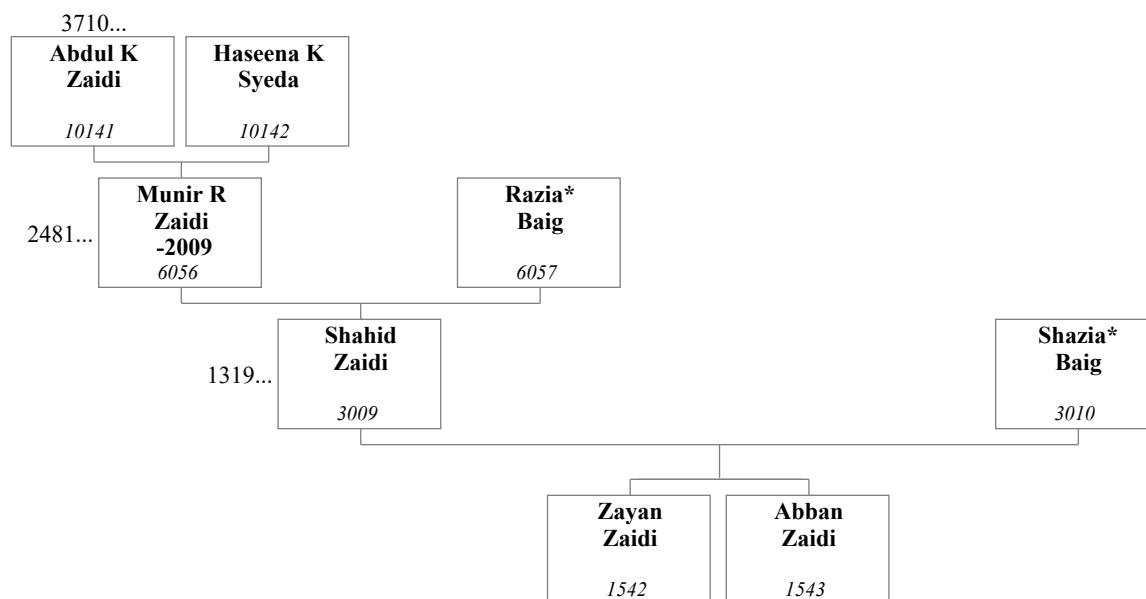 3710...
Abdul K
Zaidi
10141
Haseena K
Syeda
10142
2481...
Munir R
Zaidi
-2009
6056
Razia*
Baig
6057
1319...
Shahid
Zaidi
3009
Shazia*
Baig
3010
Zayan
Zaidi
1542
Abban
Zaidi
1543